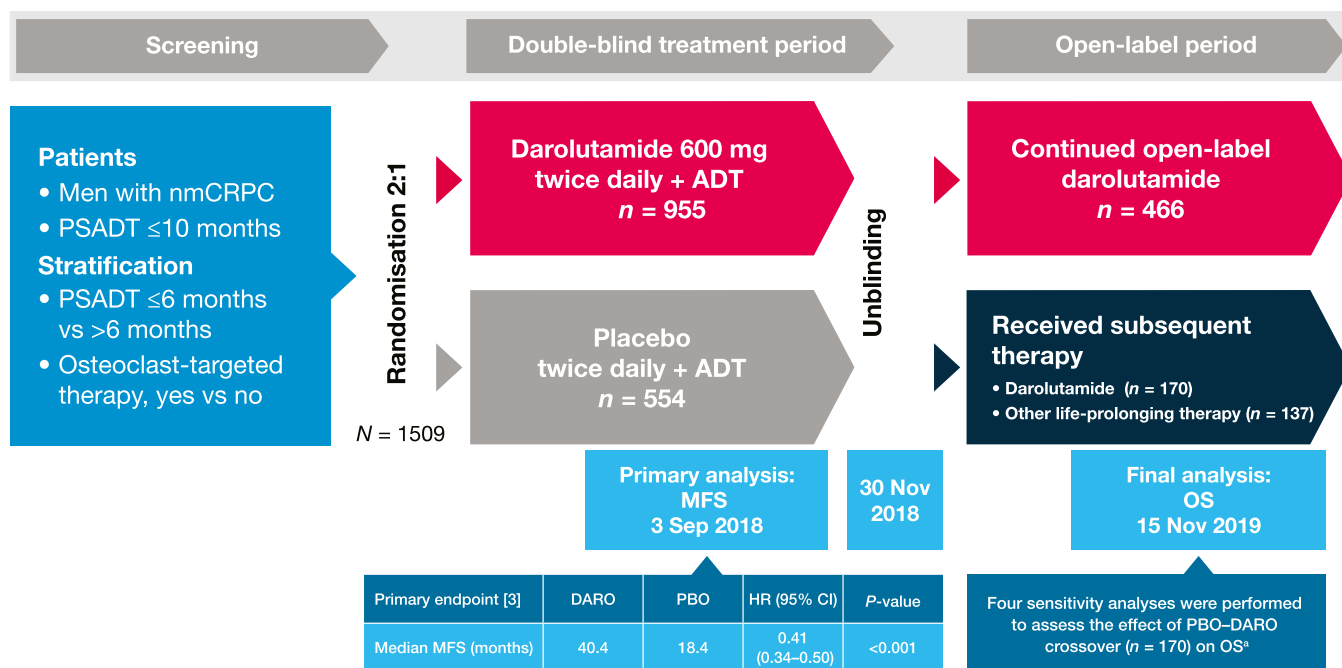 Screening
Double-blind treatment period
Open-label period
Patients
• Men with nmCRPC
• PSADT ≤10 months
Stratification
• PSADT ≤6 months
vs >6 months
• Osteoclast-targeted
therapy, yes vs no
Randomisation 2:1
N = 1509
Darolutamide 600 mg
twice daily + ADT
n = 955
Placebo
twice daily + ADT
n = 554
Unblinding
Continued open-label
darolutamide
n = 466
Received subsequent
therapy
• Darolutamide (n = 170)
• Other life-prolonging therapy (n = 137)
Primary analysis:
MFS
3 Sep 2018
30 Nov
2018
Final analysis:
OS
15 Nov 2019
Primary endpoint [3] DARO PBO HR (95% CI) P-value
Median MFS (months) 40.4 18.4 0.41 <0.001
(0.34–0.50)
Four sensitivity analyses were performed
to assess the effect of PBO–DARO
crossover (n = 170) on OSᵃ